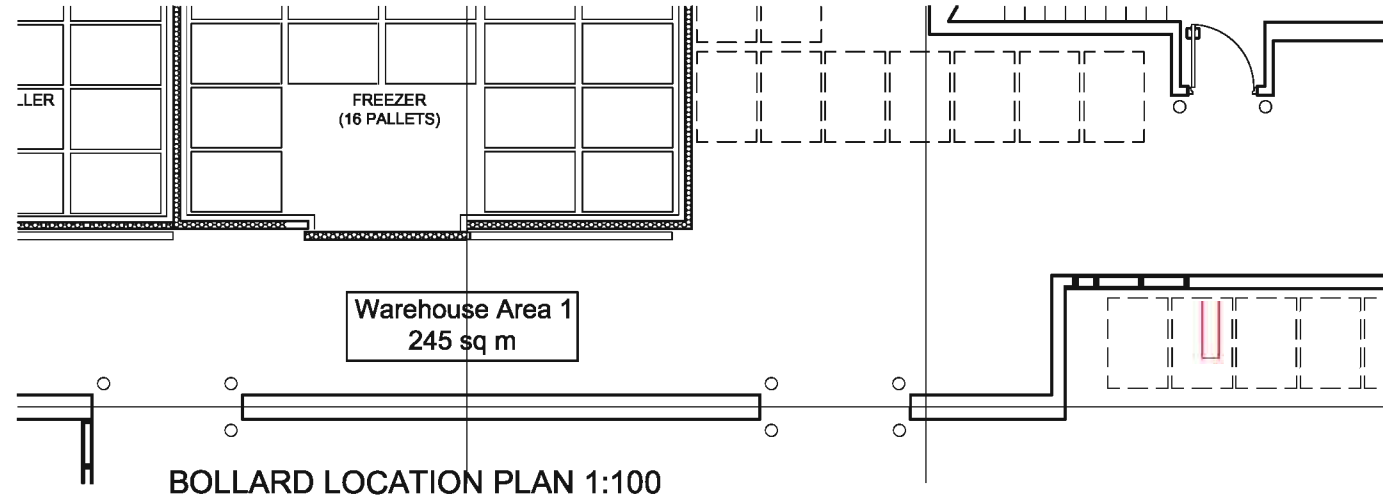 LLER
FREEZER
(16 PALLETS)
Warehouse Area 1
245 sq m
BOLLARD LOCATION PLAN 1:100